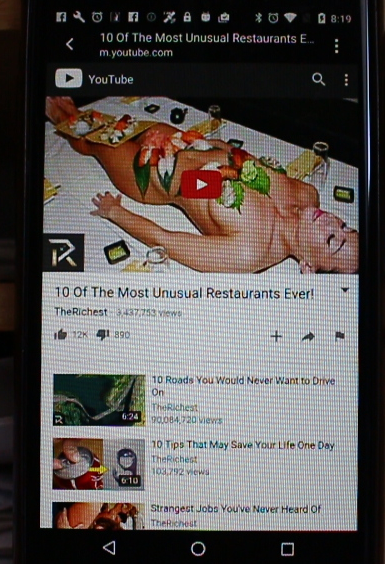 8:19
10 Of The Most Unusual Restaurants E...
m.youtube.com
YouTube
R
10 Of The Most Unusual Restaurants Ever!
TheRichest - 3,437,753 views
12K 890
10 Roads You Would Never Want to Drive
On
TheRichest
90,084,720 views
6:24
10 Tips That May Save Your Life One Day
TheRichest
103,792 views
6:10
Strangest Jobs You've Never Heard Of
TheRichest